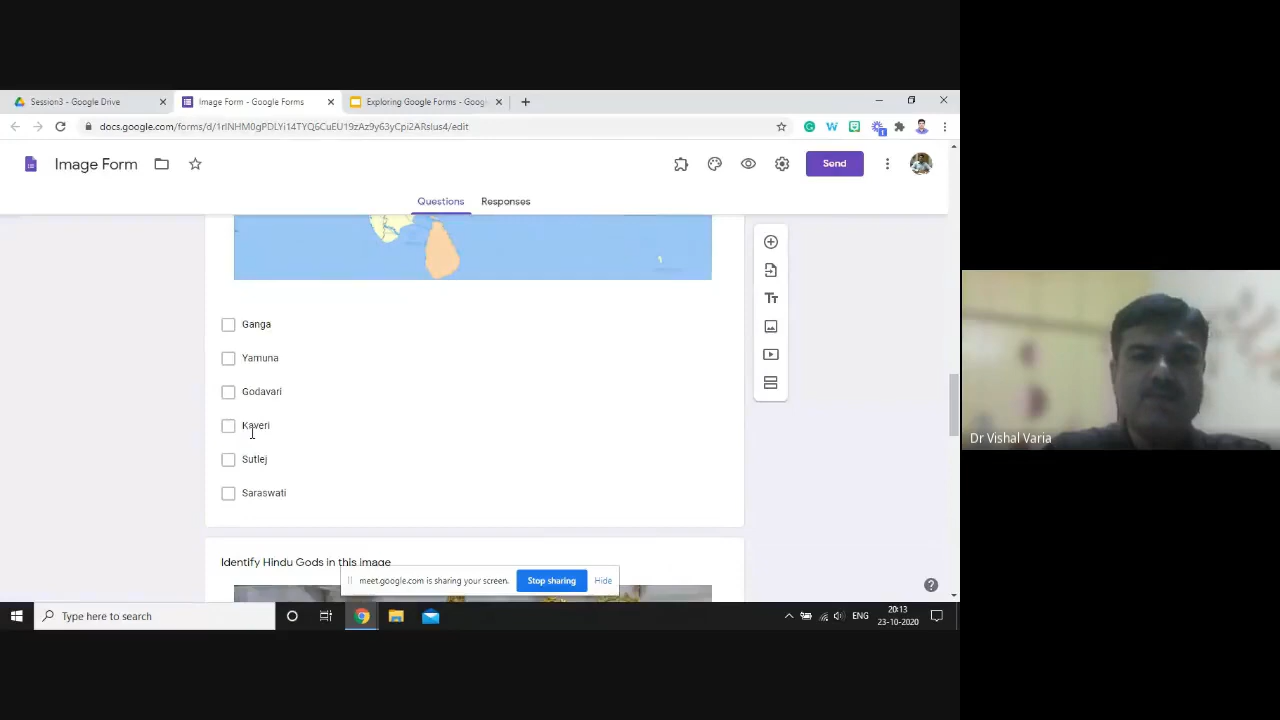 Session3 - Google Drive
Image Form - Google Forms
Exploring Google Forms - Goog
docs.google.com/forms/d/1rlNHM0gPDLYi14TYQ6CuEU19zAz9y63yCpi2ARslus4/edit
Image Form
Send
Questions
Responses
Ganga
Yamuna
Godavari
Kaveri
Sutlej
Saraswati
Dr Vishal Varia
Identify Hindu Gods in this image
meet.google.com is sharing your screen.
Stop sharing
Hide
Type here to search
ENG
20:13
23-10-2020